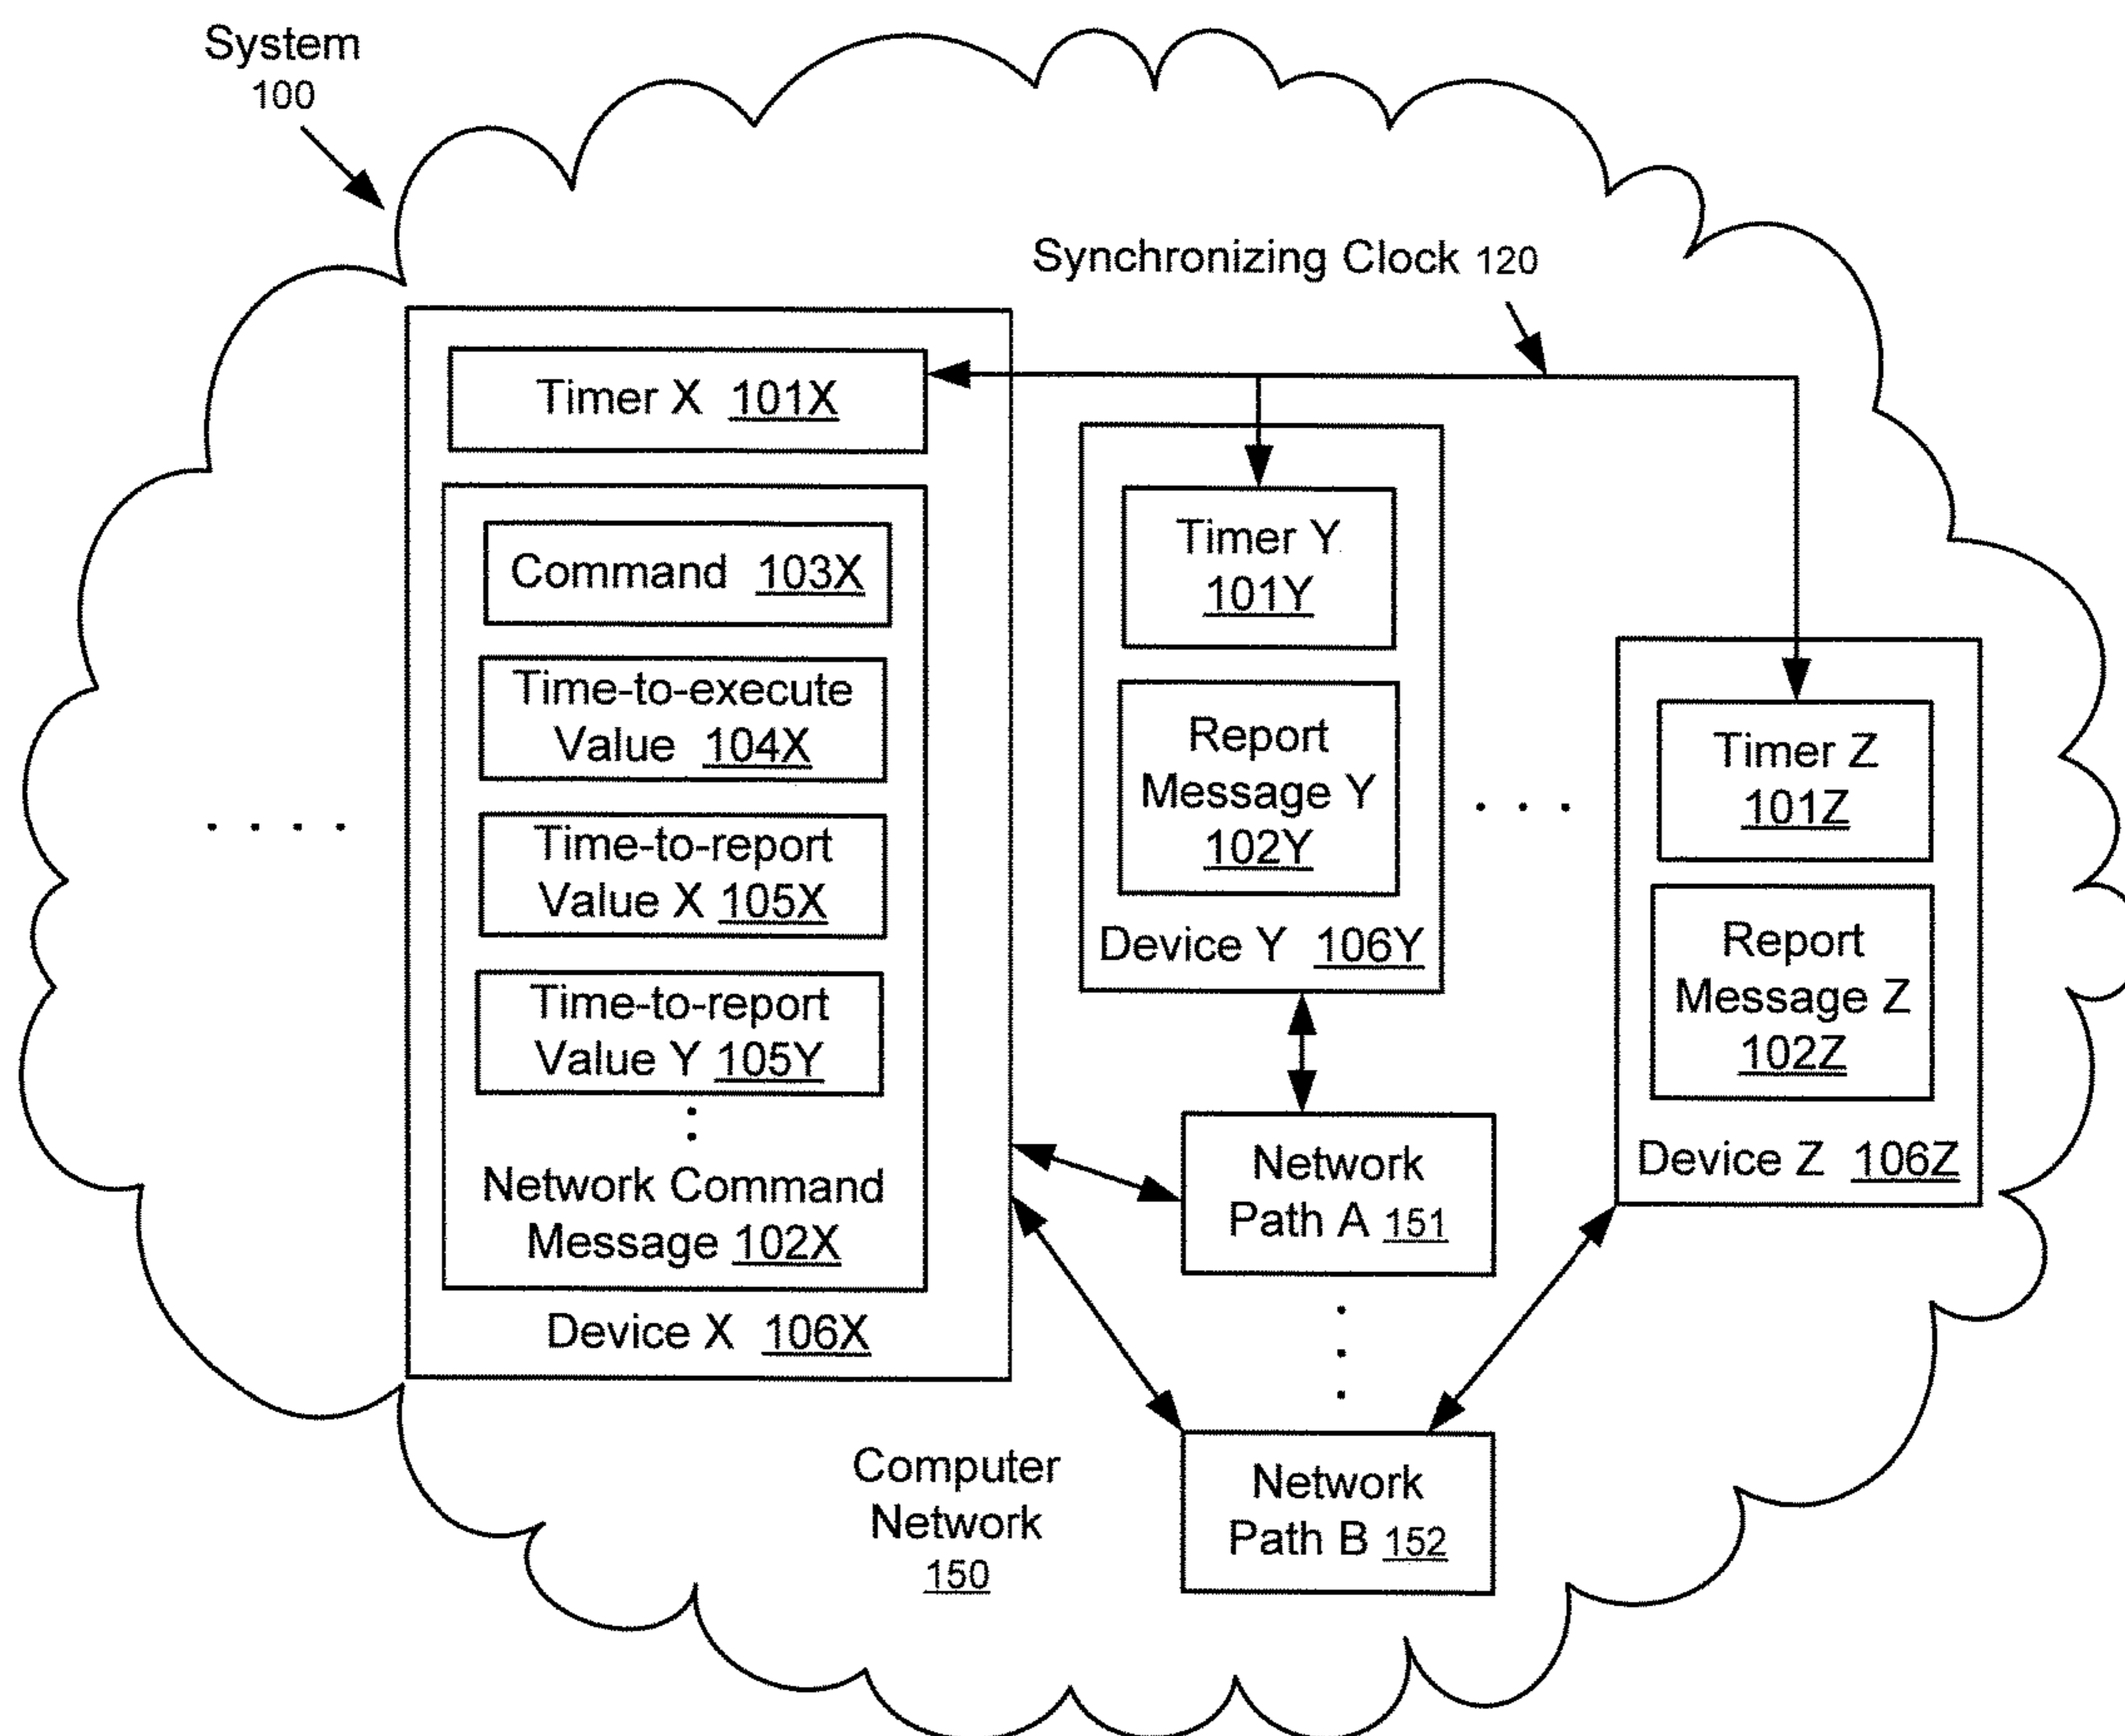 System
100
Synchronizing Clock 120
Timer X 101X
Command 103X
Time-to-execute
Value 104X
Time-to-report
Value X 105X
Time-to-report
Value Y 105Y
Network Command
Message 102X
Device X 106X
Timer Y
101Y
Report
Message Y
102Y
Device Y 106Y
Timer Z
101Z
Report
Message Z
102Z
Device Z 106Z
Network
Path A 151
Network
Path B 152
Computer
Network
150